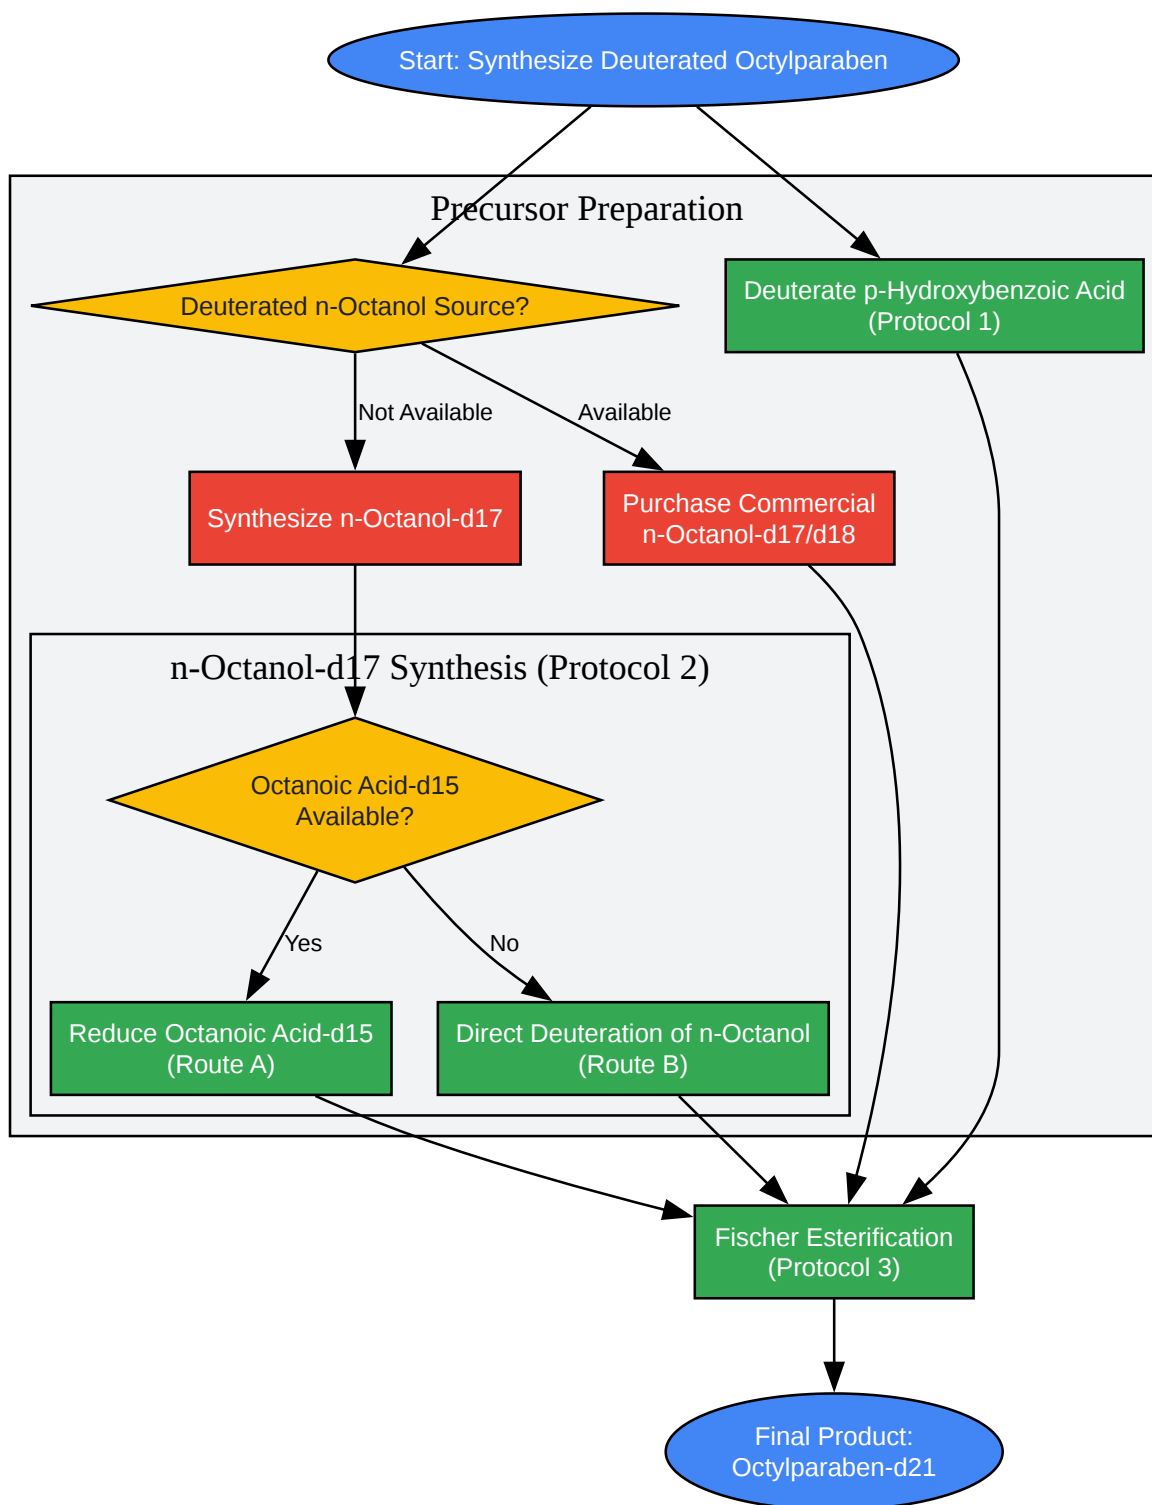 Start: Synthesize Deuterated Octylparaben
Precursor Preparation
Deuterated n-Octanol Source?
Deuterate p-Hydroxybenzoic Acid
(Protocol 1)
Not Available
Available
Synthesize n-Octanol-d17
Purchase Commercial
n-Octanol-d17/d18
n-Octanol-d17 Synthesis (Protocol 2)
Octanoic Acid-d15
Available?
Yes
No
Reduce Octanoic Acid-d15
(Route A)
Direct Deuteration of n-Octanol
(Route B)
Fischer Esterification
(Protocol 3)
Final Product:
Octylparaben-d21